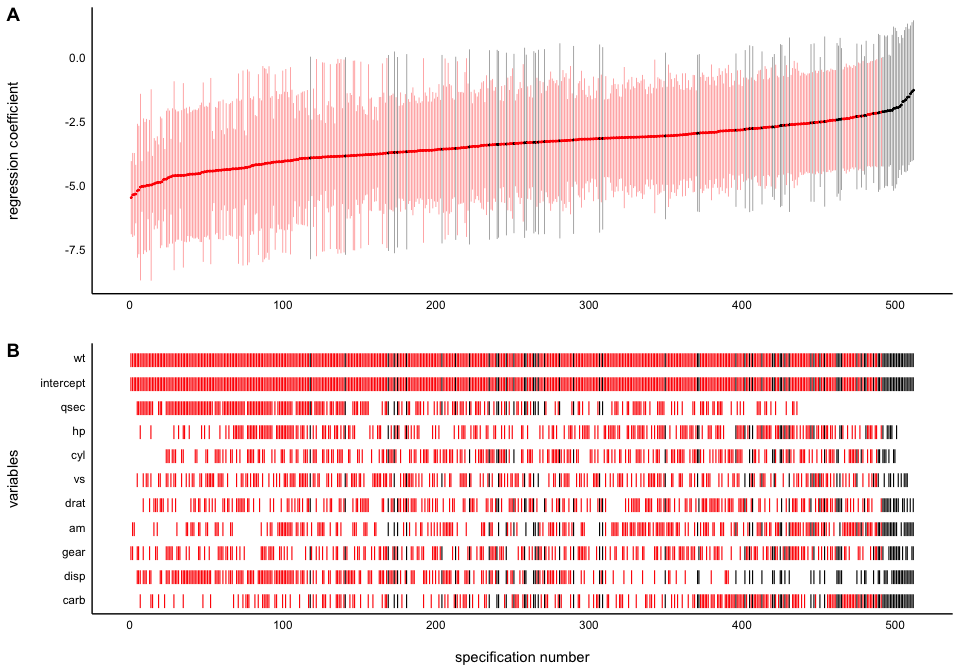 A
regression coefficient
0.0
-2.5
-5.0
-7.5
0 100 200 300 400 500
B
variables
wt
intercept
qsec
hp
cyl
vs
drat
am
gear
disp
carb
0 100 200 300 400 500
specification number